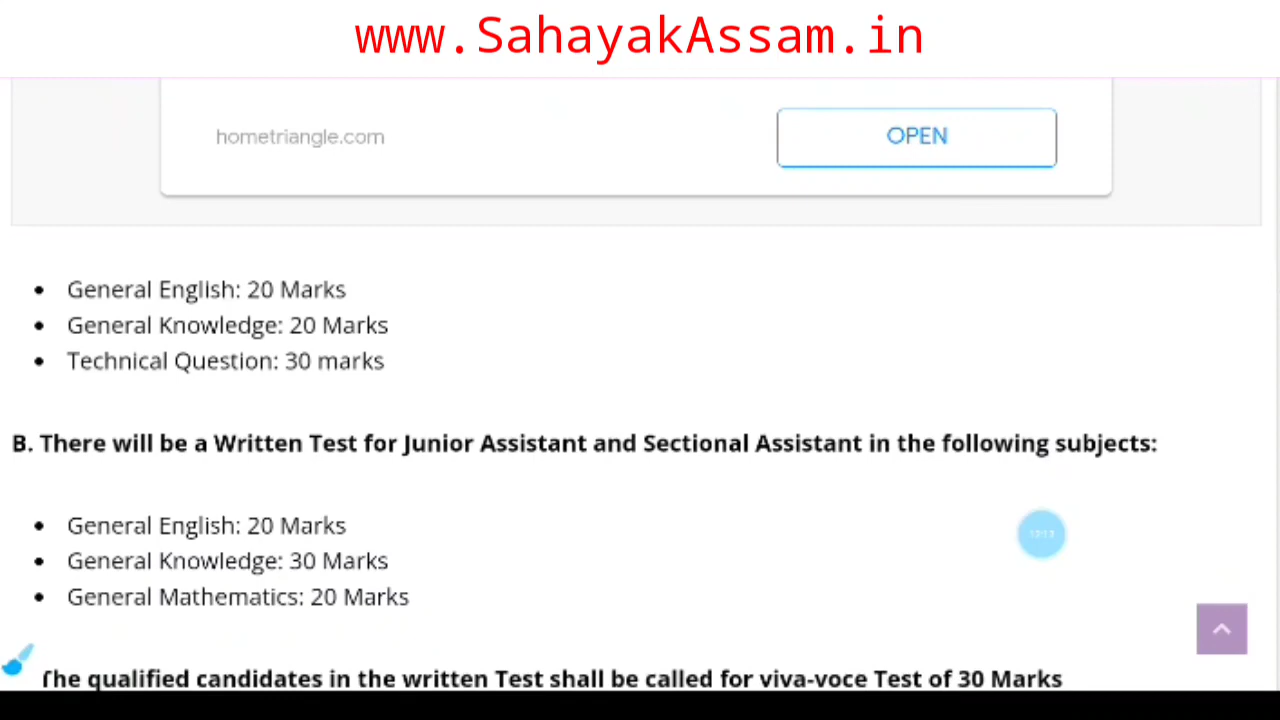 www.SahayakAssam.in
hometriangle.com
OPEN
• General English: 20 Marks
• General Knowledge: 20 Marks
• Technical Question: 30 marks
B. There will be a Written Test for Junior Assistant and Sectional Assistant in the following subjects:
• General English: 20 Marks
• General Knowledge: 30 Marks
• General Mathematics: 20 Marks
The qualified candidates in the written Test shall be called for viva-voce Test of 30 Marks